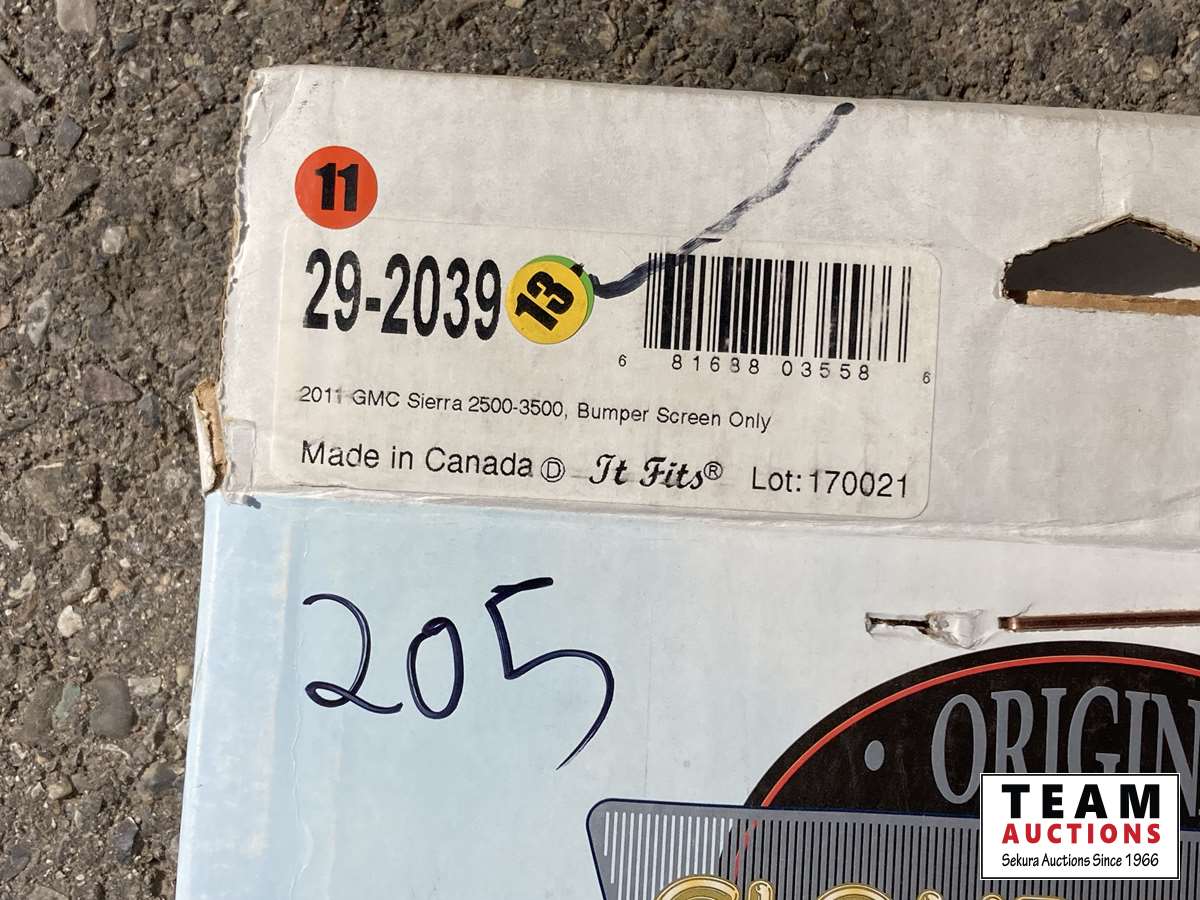 11
29-2039
13
6 81688 03558 6
2011 GMC Sierra 2500-3500, Bumper Screen Only
Made in Canada Ⓓ It Fits® Lot: 170021
205
• ORIGIN
TEAM
AUCTIONS
Sekura Auctions Since 1966